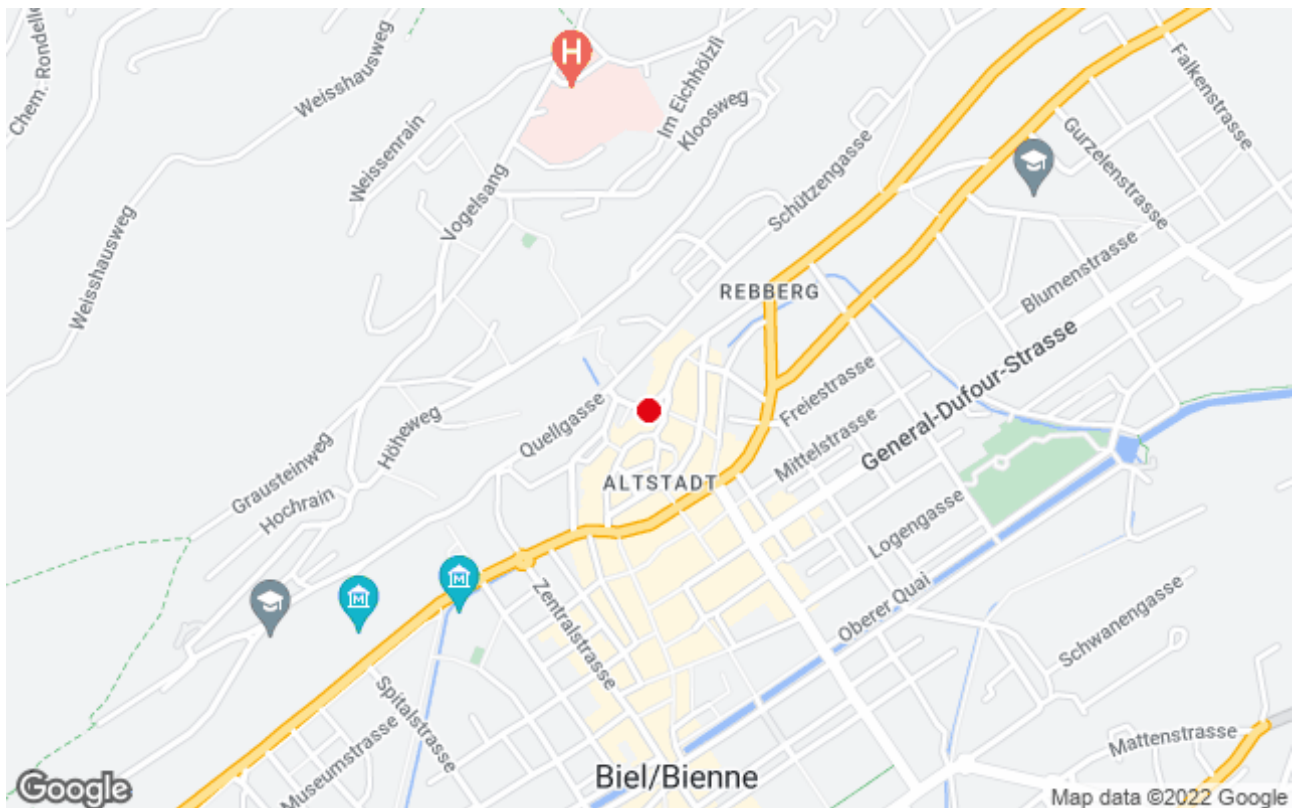 Chem. Rondelle
Weisshausweg
H
Im Eichhölzli
Kloosweg
Falkenstrasse
Weissenrain
Gurzelenstrasse
Vogelsang
Schützengasse
Weisshausweg
Blumenstrasse
REBBERG
General-Dufour-Strasse
Freiestrasse
Höheweg
Quellgasse
Mittelstrasse
Grausteinweg
ALTSTADT
Hochrain
Logengasse
M
M
Oberer Quai
Zentralstrasse
Schwanengasse
Spitalstrasse
Museumstrasse
Mattenstrasse
Biel/Bienne
Google
Map data ©2022 Google